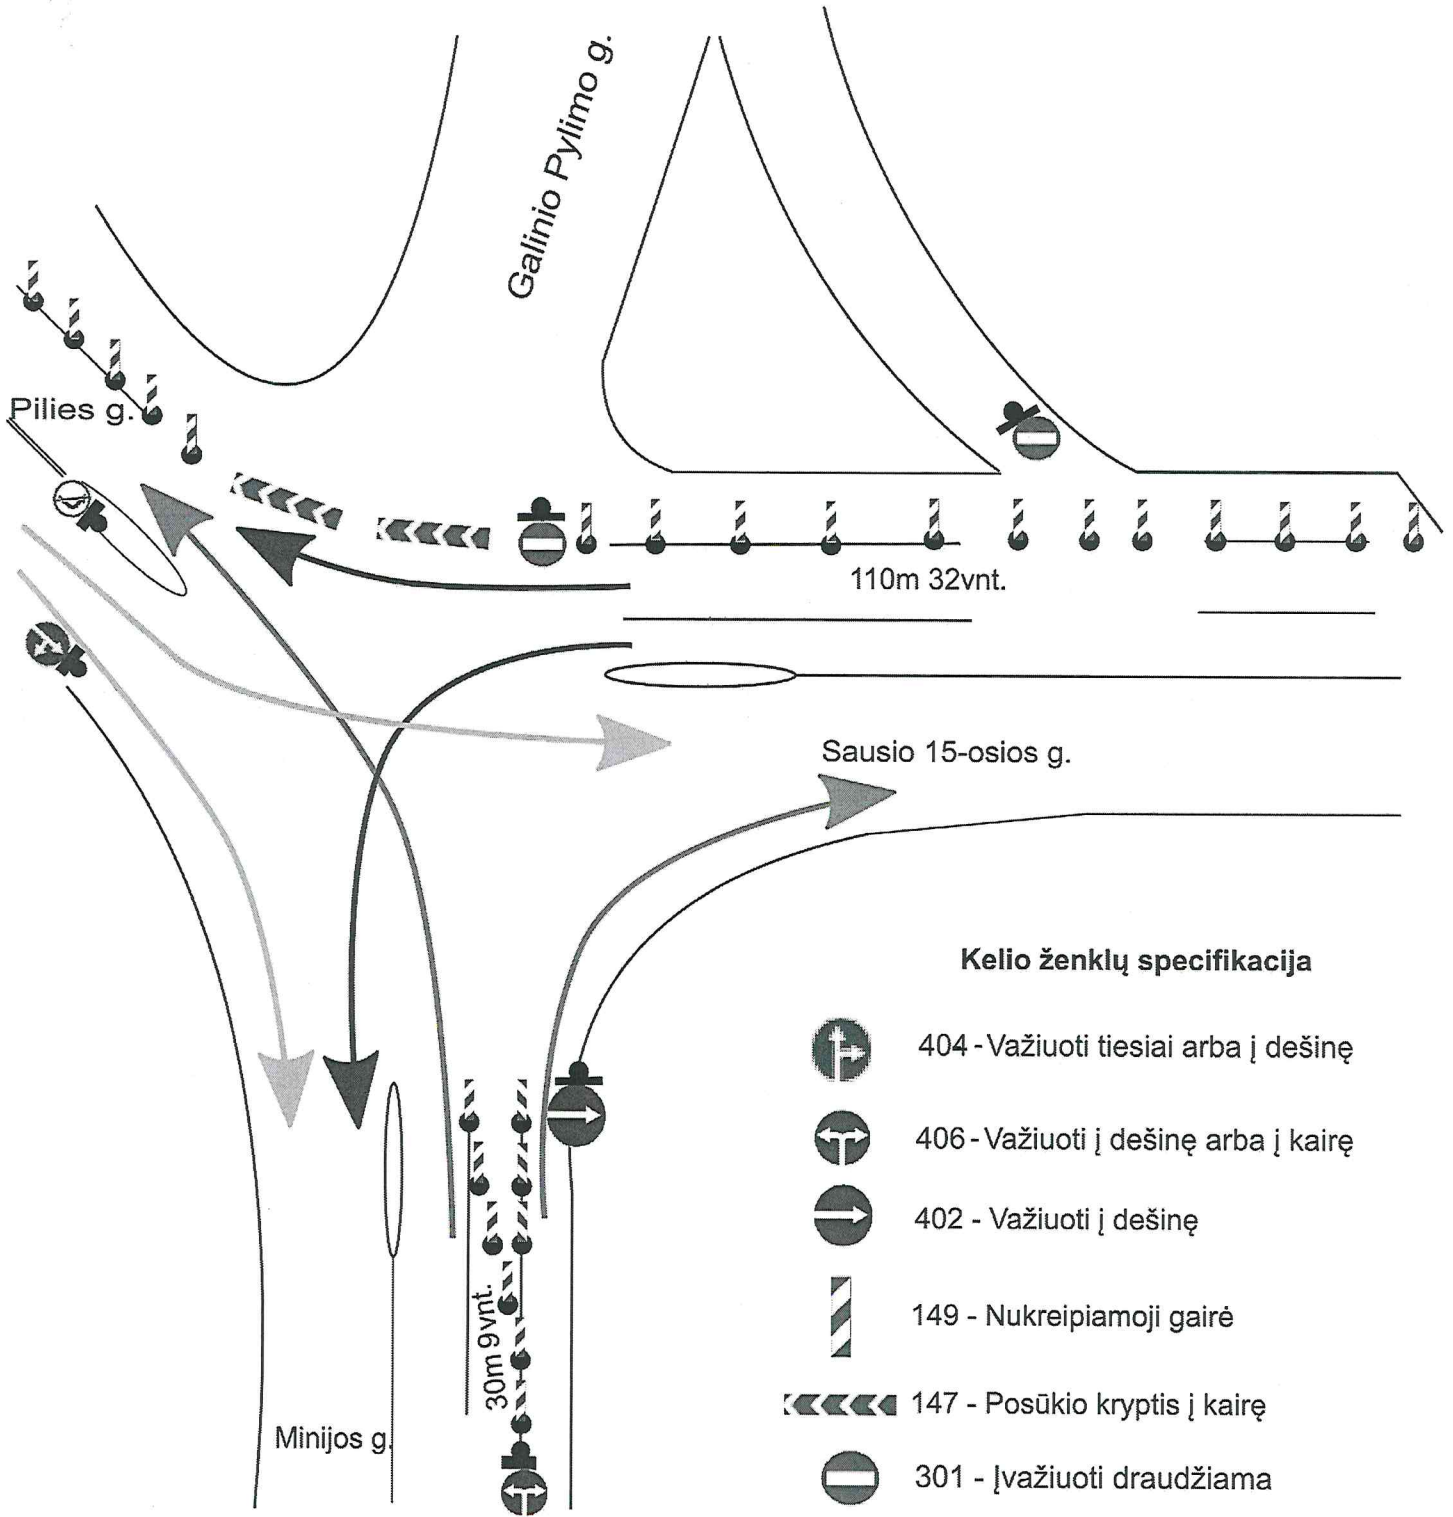 Galinio Pylimo g.
Pilies g.
110m 32vnt.
Sausio 15-osios g.
30m 9vnt.
Minijos g.
Kelio ženklų specifikacija
404 - Važiuoti tiesiai arba į dešinę
406 - Važiuoti į dešinę arba į kairę
402 - Važiuoti į dešinę
149 - Nukreipiamoji gairė
147 - Posūkio kryptis į kairę
301 - Įvažiuoti draudžiama